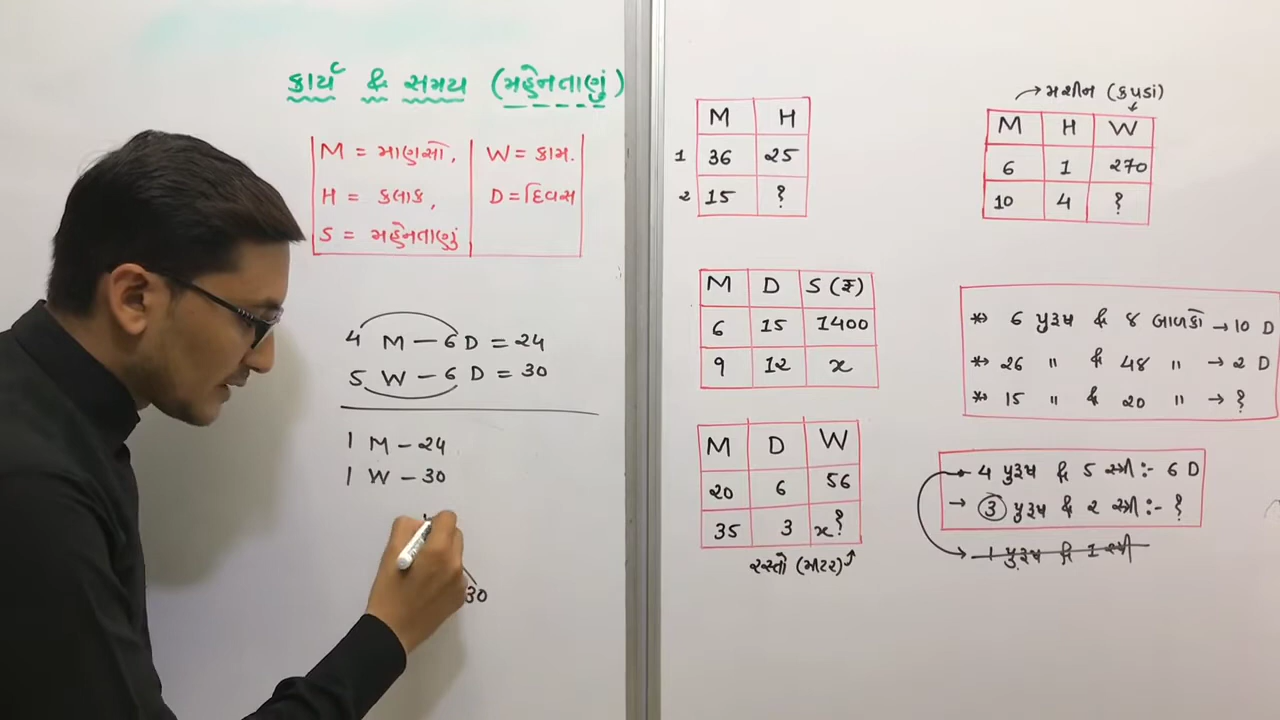 કાર્ય & સમય (મહેનતાણું)
M = માણસો, W = કામ.
H = કલાક, D = દિવસ
S = મહેનતાણું
4 M – 6 D = 24
5 W – 6 D = 30
1 M – 24
1 W – 30
30
M H
1 36 25
2 15 ?
M D S (₹)
6 15 1400
9 12 x
M D W
20 6 56
35 3 x?
રસ્તો (મીટર)
→ મશીન (કપડાં)
M H W
6 1 270
10 4 ?
** 6 પુરુષ & ૪ બાળકો → 10 D
** 26 " & 48 " → 2 D
** 15 " & 20 " → ?
→ 4 પુરુષ & 5 સ્ત્રી :- 6 D
→ 3 પુરુષ & ૨ સ્ત્રી :- ?
→ 1 પુરુષ & 1 સ્ત્રી